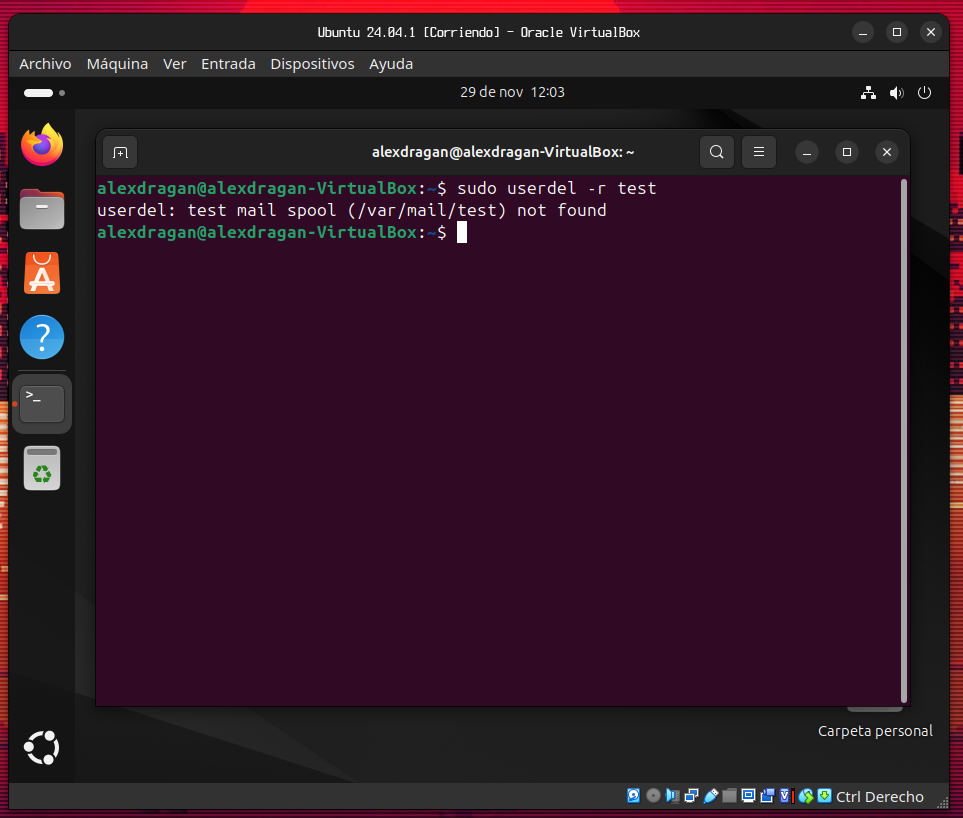 Ubuntu 24.04.1 [Corriendo] - Oracle VirtualBox
Archivo Máquina Ver Entrada Dispositivos Ayuda
29 de nov 12:03
alexdragan@alexdragan-VirtualBox: ~
alexdragan@alexdragan-VirtualBox:~$ sudo userdel -r test
userdel: test mail spool (/var/mail/test) not found
alexdragan@alexdragan-VirtualBox:~$
Carpeta personal
Ctrl Derecho